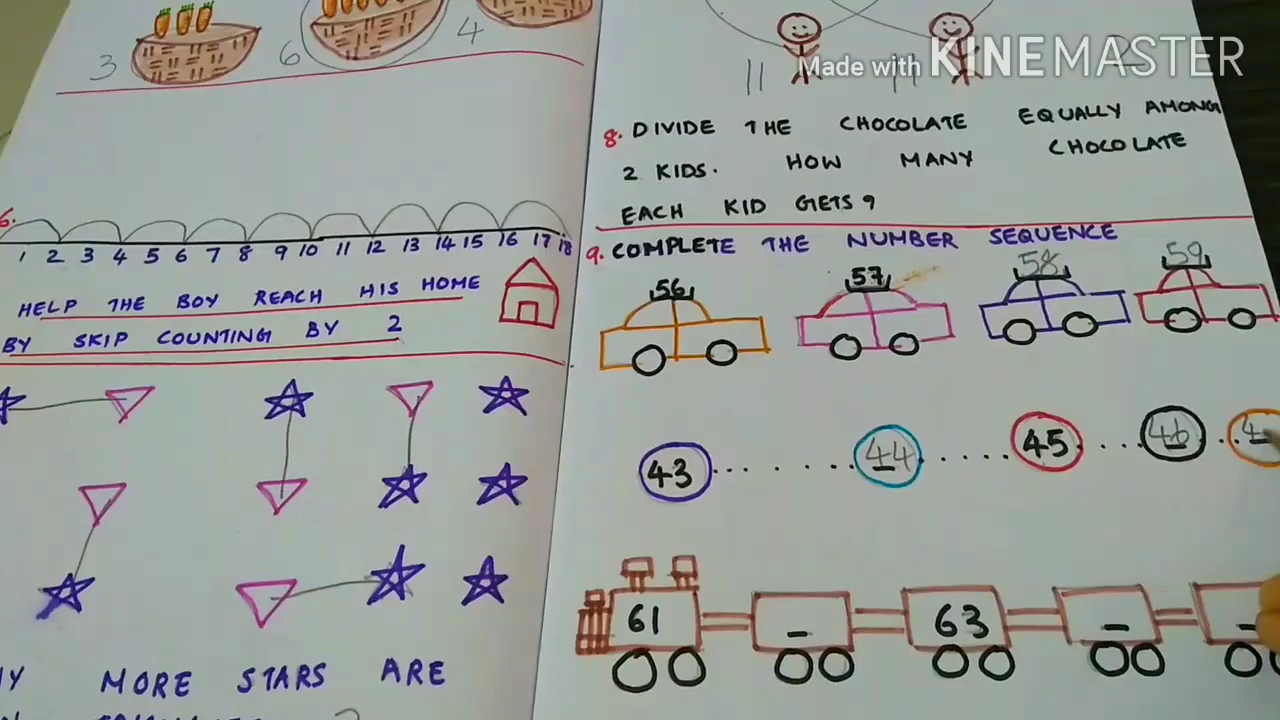 3
6
4
6.
1 2 3 4 5 6 7 8 9 10 11 12 13 14 15 16 17 18
HELP THE BOY REACH HIS HOME
BY SKIP COUNTING BY 2
MORE STARS ARE
11
2
Made with KINEMASTER
8. DIVIDE THE CHOCOLATE EQUALLY AMONG
2 KIDS. HOW MANY CHOCOLATE
EACH KID GETS ?
9. COMPLETE THE NUMBER SEQUENCE
56 57 58 59
43 44 45 46 4
61 _ 63 _ _